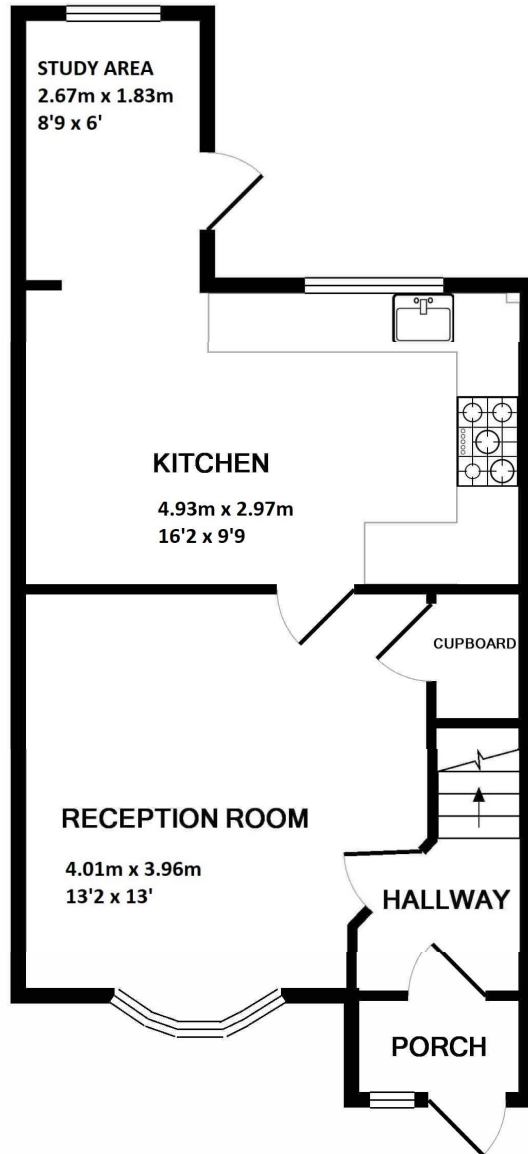 STUDY AREA
2.67m x 1.83m
8'9 x 6'
KITCHEN
4.93m x 2.97m
16'2 x 9'9
CUPBOARD
RECEPTION ROOM
4.01m x 3.96m
13'2 x 13'
HALLWAY
PORCH